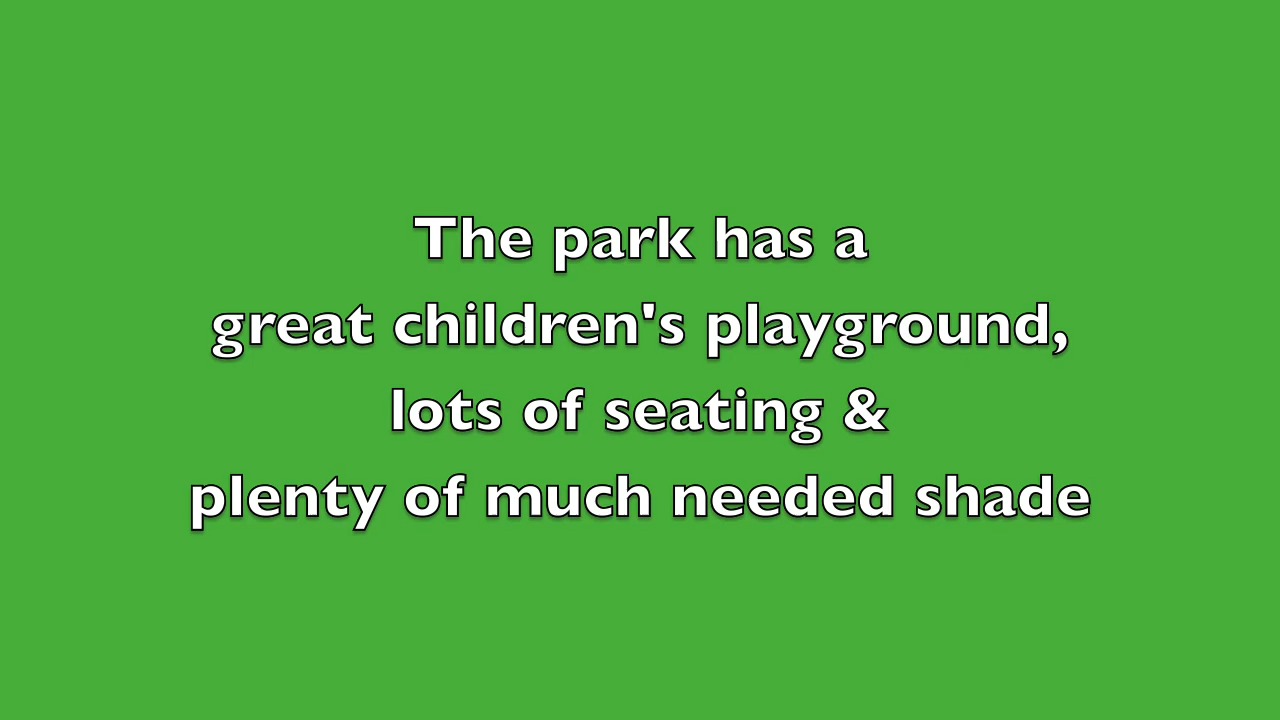 The park has a
great children's playground,
lots of seating &
plenty of much needed shade